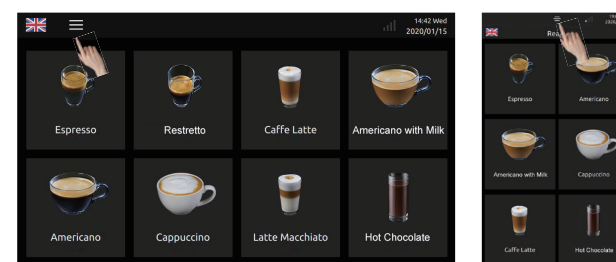 14:42 Wed
2020/01/15
Espresso
Restretto
Caffe Latte
Americano with Milk
Americano
Cappuccino
Latte Macchiato
Hot Chocolate
Espresso
Americano
Americano with Milk
Cappuccino
Caffe Latte
Hot Chocolate